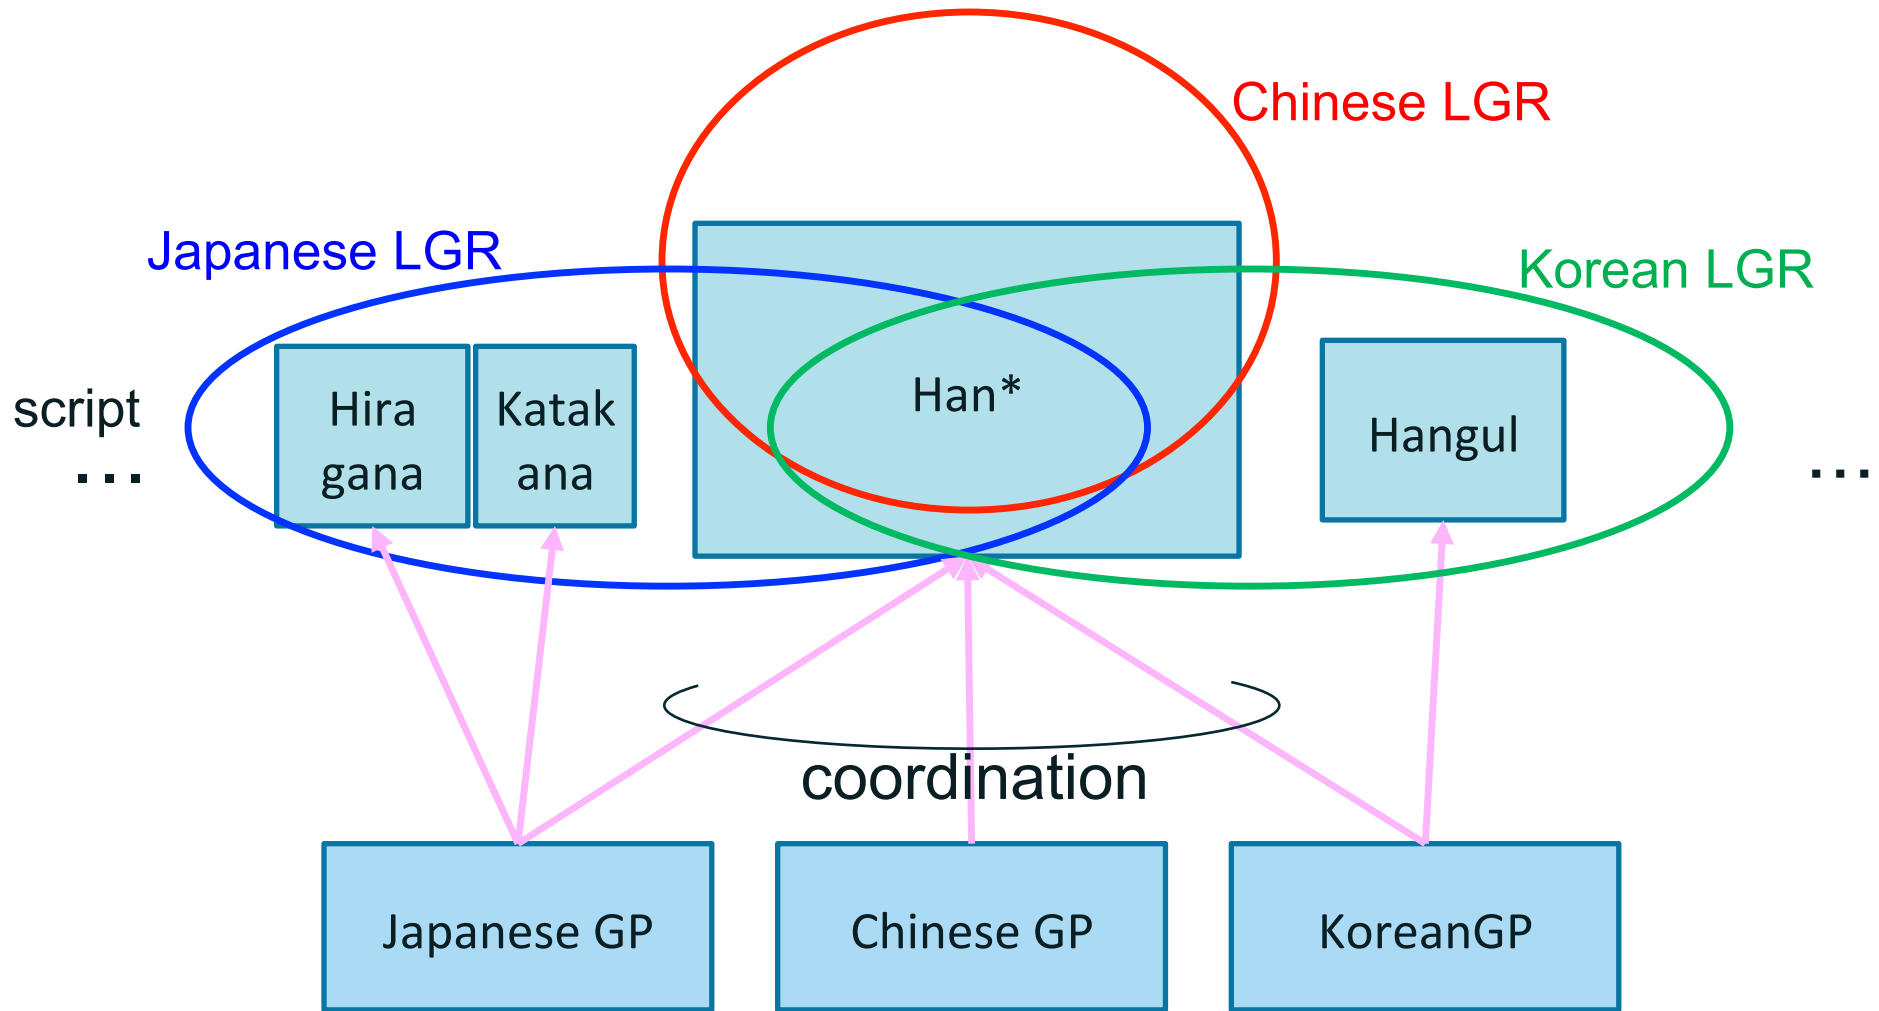 Chinese LGR
Japanese LGR
Korean LGR
script
...
Hira
gana
Katak
ana
Han*
Hangul
...
coordination
Japanese GP
Chinese GP
KoreanGP